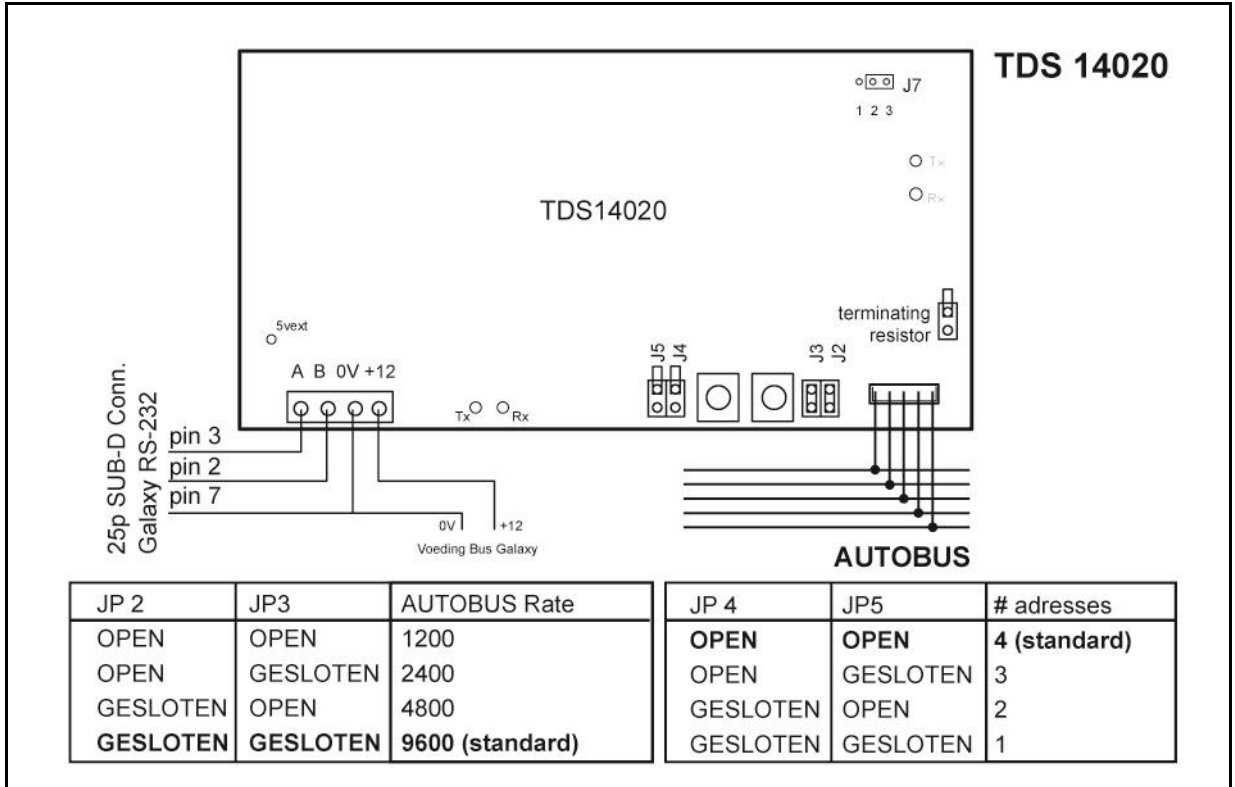 TDS 14020
J7
1 2 3
Tx
Rx
TDS14020
terminating
resistor
5vext
J5
J4
J3
J2
A B 0V +12
Tx
Rx
25p SUB-D Conn.
Galaxy RS-232
pin 3
pin 2
pin 7
0V
+12
Voeding Bus Galaxy
AUTOBUS
JP 2 JP3 AUTOBUS Rate
OPEN OPEN 1200
OPEN GESLOTEN 2400
GESLOTEN OPEN 4800
GESLOTEN GESLOTEN 9600 (standard)
JP 4 JP5 # adresses
OPEN OPEN 4 (standard)
OPEN GESLOTEN 3
GESLOTEN OPEN 2
GESLOTEN GESLOTEN 1